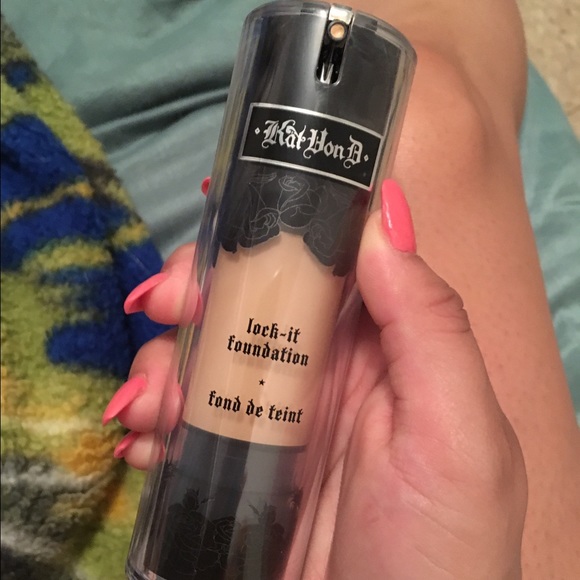 Kat Von D
lock-it
foundation
fond de teint